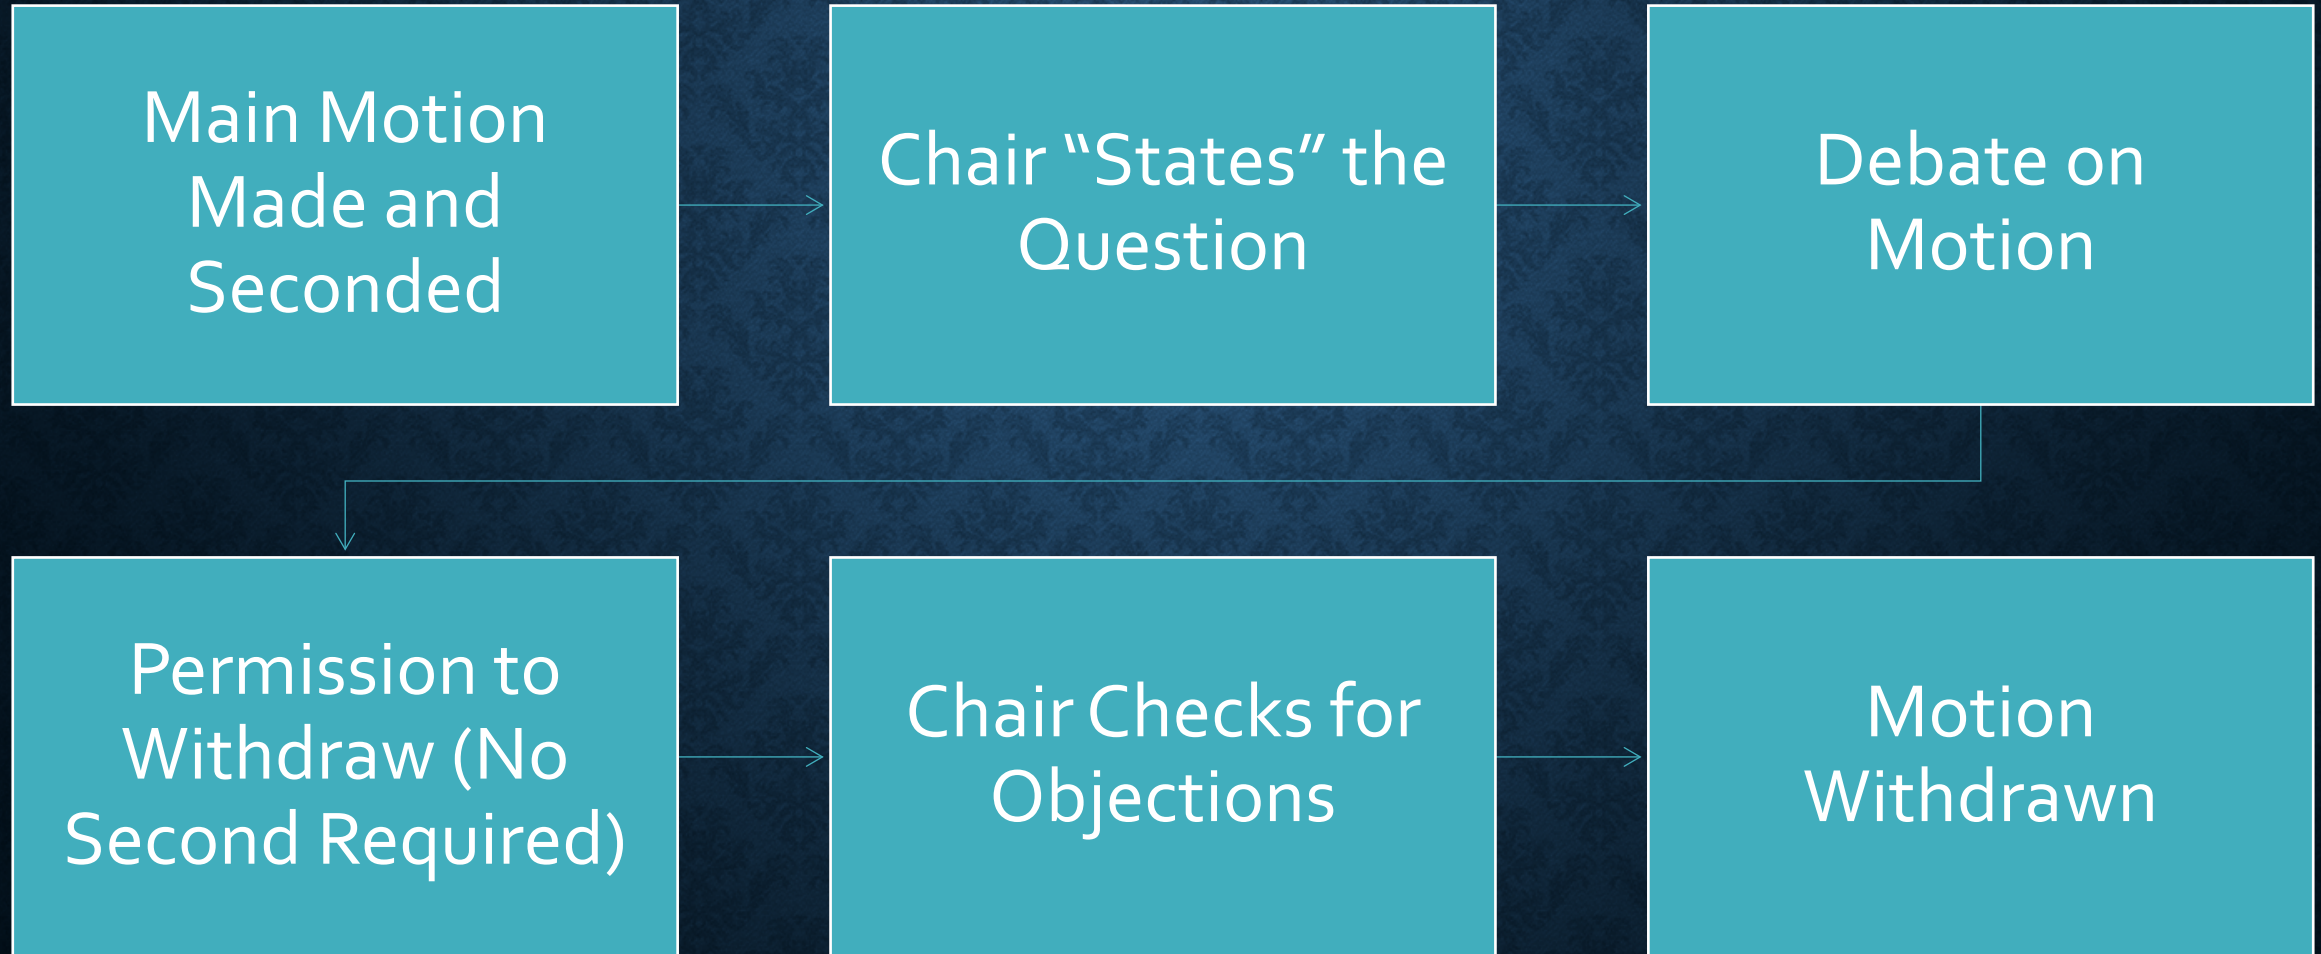 Main Motion
Made and
Seconded
Chair “States” the
Question
Debate on
Motion
Permission to
Withdraw (No
Second Required)
Chair Checks for
Objections
Motion
Withdrawn